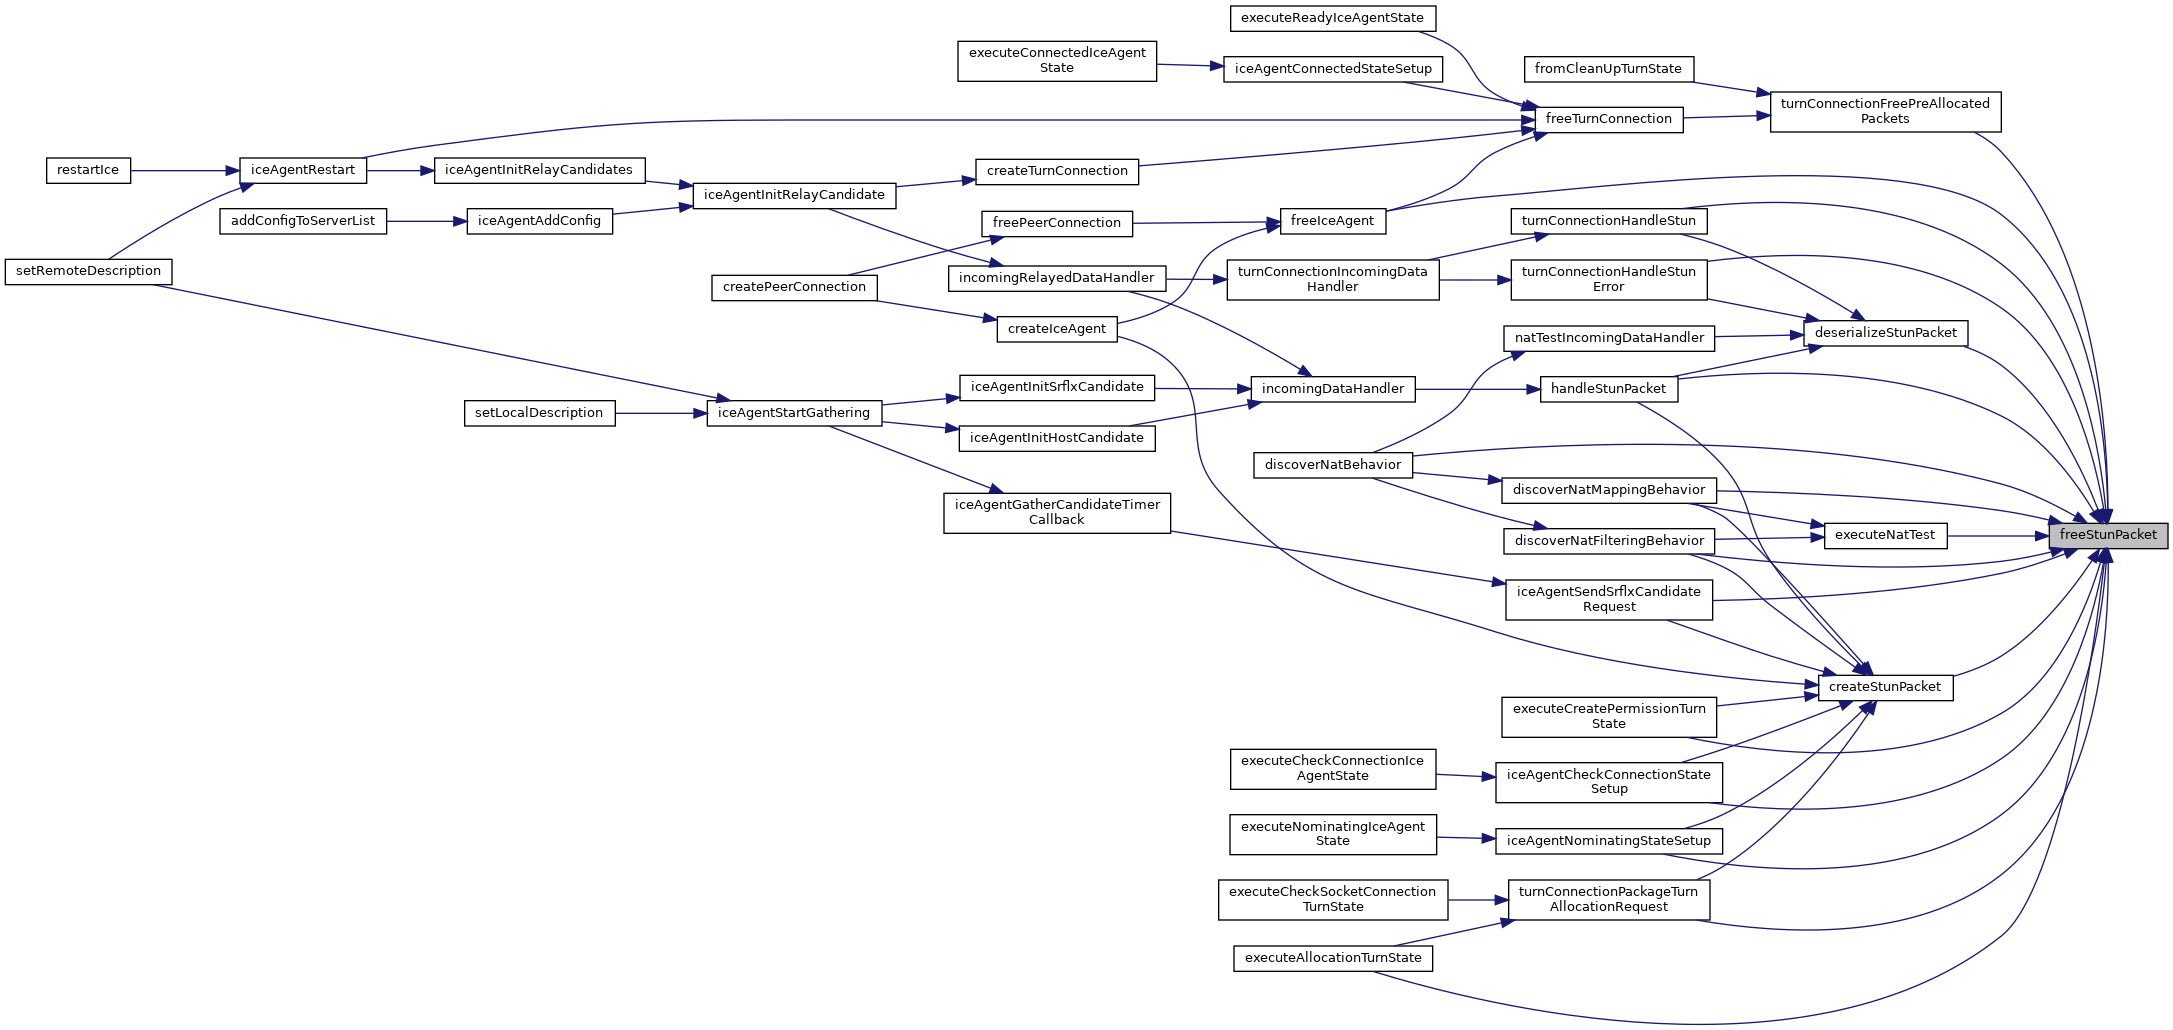 executeReadyIceAgentState
executeConnectedIceAgent
State
iceAgentConnectedStateSetup
fromCleanUpTurnState
turnConnectionFreePreAllocated
Packets
freeTurnConnection
restartIce
iceAgentRestart
iceAgentInitRelayCandidates
createTurnConnection
iceAgentInitRelayCandidate
addConfigToServerList
iceAgentAddConfig
freePeerConnection
freeIceAgent
turnConnectionHandleStun
setRemoteDescription
createPeerConnection
incomingRelayedDataHandler
turnConnectionIncomingData
Handler
turnConnectionHandleStun
Error
createIceAgent
natTestIncomingDataHandler
deserializeStunPacket
iceAgentInitSrflxCandidate
incomingDataHandler
handleStunPacket
setLocalDescription
iceAgentStartGathering
iceAgentInitHostCandidate
discoverNatBehavior
iceAgentGatherCandidateTimer
Callback
discoverNatMappingBehavior
discoverNatFilteringBehavior
executeNatTest
freeStunPacket
iceAgentSendSrflxCandidate
Request
createStunPacket
executeCreatePermissionTurn
State
executeCheckConnectionIce
AgentState
iceAgentCheckConnectionState
Setup
executeNominatingIceAgent
State
iceAgentNominatingStateSetup
executeCheckSocketConnection
TurnState
turnConnectionPackageTurn
AllocationRequest
executeAllocationTurnState